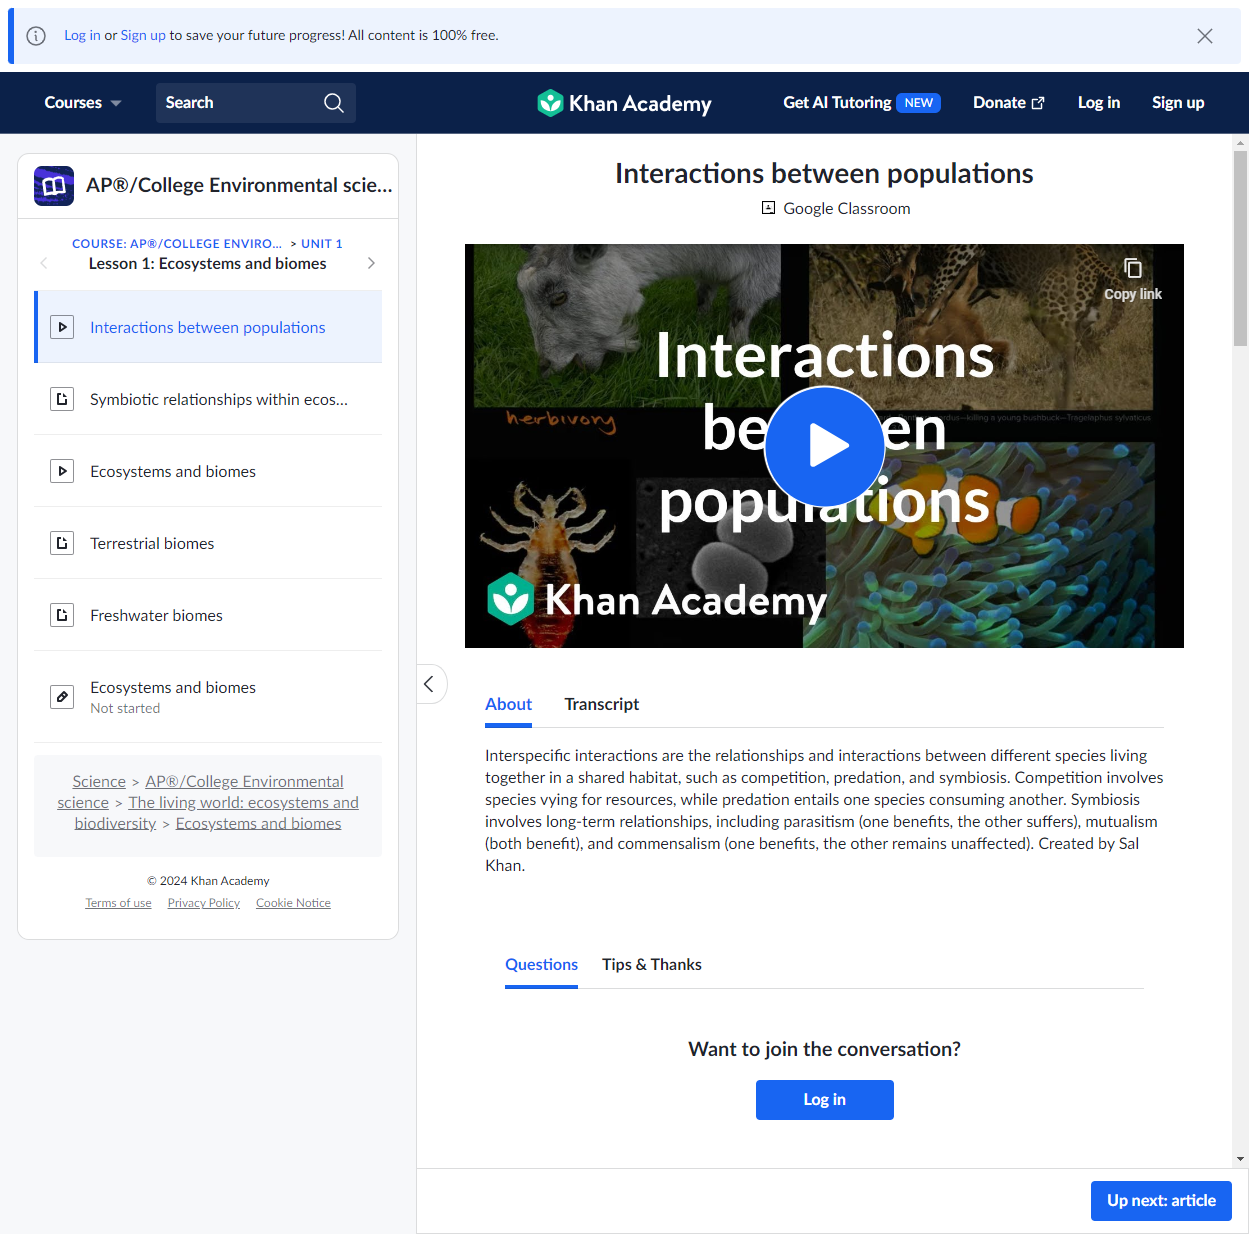 Log in or Sign up to save your future progress! All content is 100% free.
Courses
Search
Khan Academy
Get AI Tutoring NEW
Donate
Log in
Sign up
AP®/College Environmental scie...
COURSE: AP®/COLLEGE ENVIRO... > UNIT 1
Lesson 1: Ecosystems and biomes
Interactions between populations
Symbiotic relationships within ecos...
Ecosystems and biomes
Terrestrial biomes
Freshwater biomes
Ecosystems and biomes
Not started
Science > AP®/College Environmental
science > The living world: ecosystems and
biodiversity > Ecosystems and biomes
© 2024 Khan Academy
Terms of use Privacy Policy Cookie Notice
Interactions between populations
Google Classroom
Copy link
Interactions
be en
popu tions
herbivory
killing a young bushbuck—Tragelephus sylvaticus
Khan Academy
About Transcript
Interspecific interactions are the relationships and interactions between different species living
together in a shared habitat, such as competition, predation, and symbiosis. Competition involves
species vying for resources, while predation entails one species consuming another. Symbiosis
involves long-term relationships, including parasitism (one benefits, the other suffers), mutualism
(both benefit), and commensalism (one benefits, the other remains unaffected). Created by Sal
Khan.
Questions Tips & Thanks
Want to join the conversation?
Log in
Up next: article